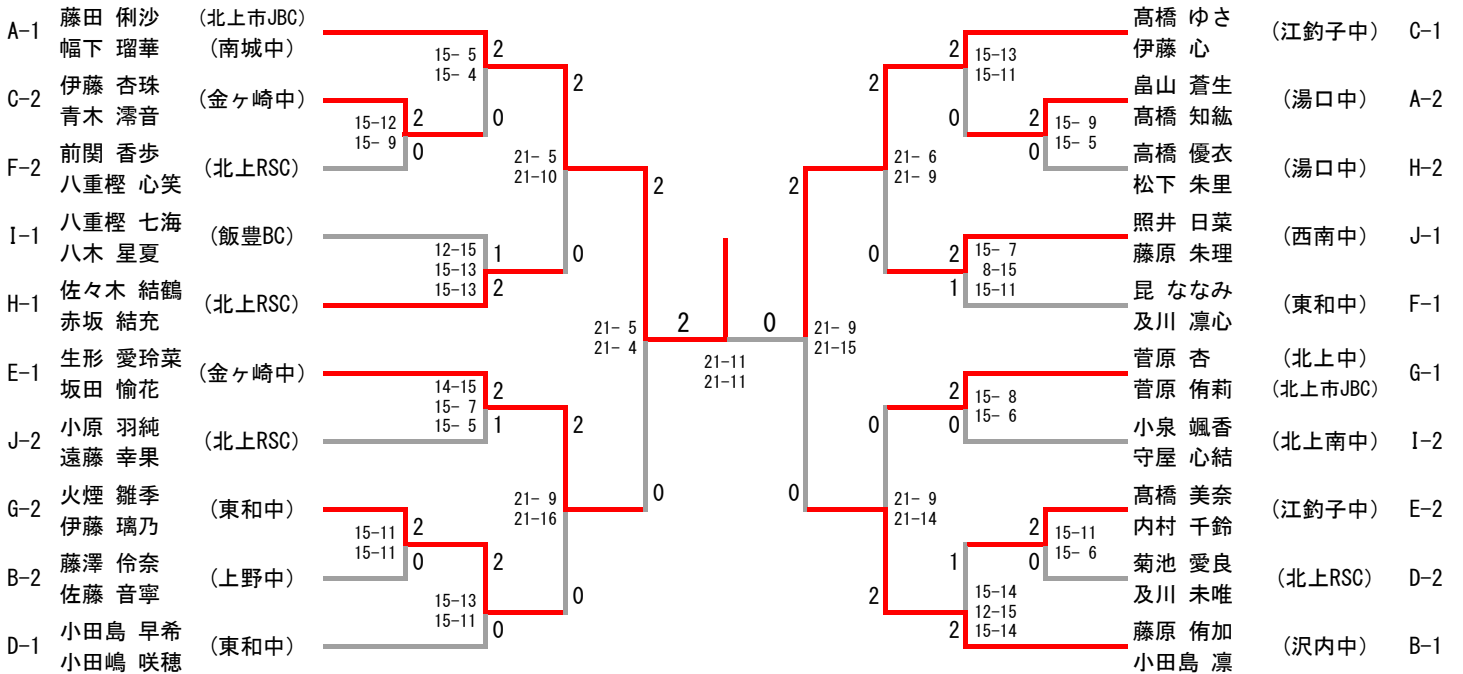 A-1 藤田 俐沙 (北上市JBC)
幅下 瑠華 (南城中)
C-2 伊藤 杏珠 (金ヶ崎中)
青木 澪音
F-2 前関 香歩 (北上RSC)
八重樫 心笑
I-1 八重樫 七海 (飯豊BC)
八木 星夏
H-1 佐々木 結鶴 (北上RSC)
赤坂 結充
E-1 生形 愛玲菜 (金ヶ崎中)
坂田 愉花
J-2 小原 羽純 (北上RSC)
遠藤 幸果
G-2 火煙 雛季 (東和中)
伊藤 璃乃
B-2 藤澤 伶奈 (上野中)
佐藤 音寧
D-1 小田島 早希 (東和中)
小田嶋 咲穂
15- 5
15- 4
2
0
15-12
15- 9
2
0
21- 5
21-10
2
0
12-15
15-13
15-13
1
2
21- 5
21- 4
2
0
14-15
15- 7
15- 5
2
1
21- 9
21-16
2
0
15-11
15-11
2
0
15-13
15-11
2
0
2
0
21-11
21-11
髙橋 ゆさ (江釣子中) C-1
伊藤 心
畠山 蒼生 (湯口中) A-2
髙橋 知紘
高橋 優衣 (湯口中) H-2
松下 朱里
照井 日菜 (西南中) J-1
藤原 朱理
昆 ななみ (東和中) F-1
及川 凛心
菅原 杏 (北上中) G-1
菅原 侑莉 (北上市JBC)
小泉 颯香 (北上南中) I-2
守屋 心結
髙橋 美奈 (江釣子中) E-2
内村 千鈴
菊池 愛良 (北上RSC) D-2
及川 未唯
藤原 侑加 (沢内中) B-1
小田島 凛
2
0
15-13
15-11
2
0
15- 9
15- 5
2
0
21- 6
21- 9
2
1
15- 7
8-15
15-11
2
0
21- 9
21-15
2
0
15- 8
15- 6
0
2
21- 9
21-14
2
0
15-11
15- 6
1
2
15-14
12-15
15-14